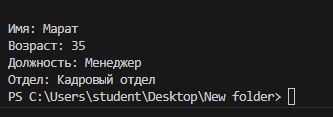 Имя: Марат
Возраст: 35
Должность: Менеджер
Отдел: Кадровый отдел
PS C:\Users\student\Desktop\New folder>